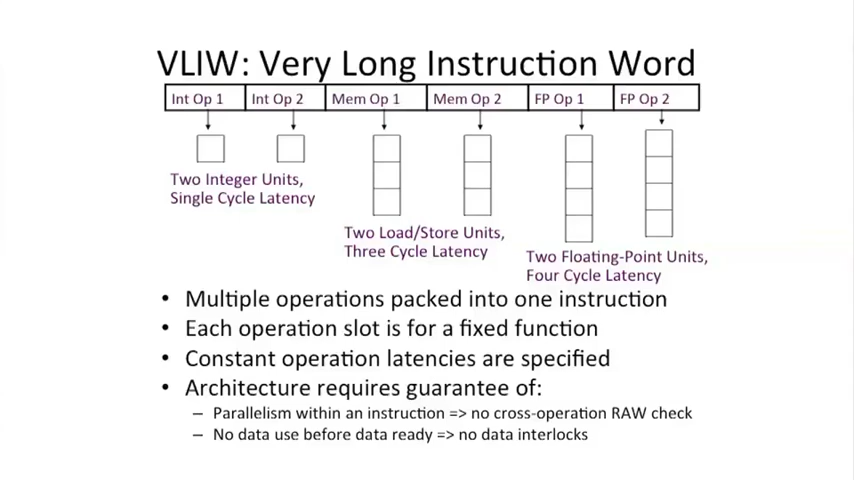 VLIW: Very Long Instruction Word
Int Op 1 Int Op 2 Mem Op 1 Mem Op 2 FP Op 1 FP Op 2
Two Integer Units,
Single Cycle Latency
Two Load/Store Units,
Three Cycle Latency
Two Floating-Point Units,
Four Cycle Latency
• Multiple operations packed into one instruction
• Each operation slot is for a fixed function
• Constant operation latencies are specified
• Architecture requires guarantee of:
– Parallelism within an instruction => no cross-operation RAW check
– No data use before data ready => no data interlocks